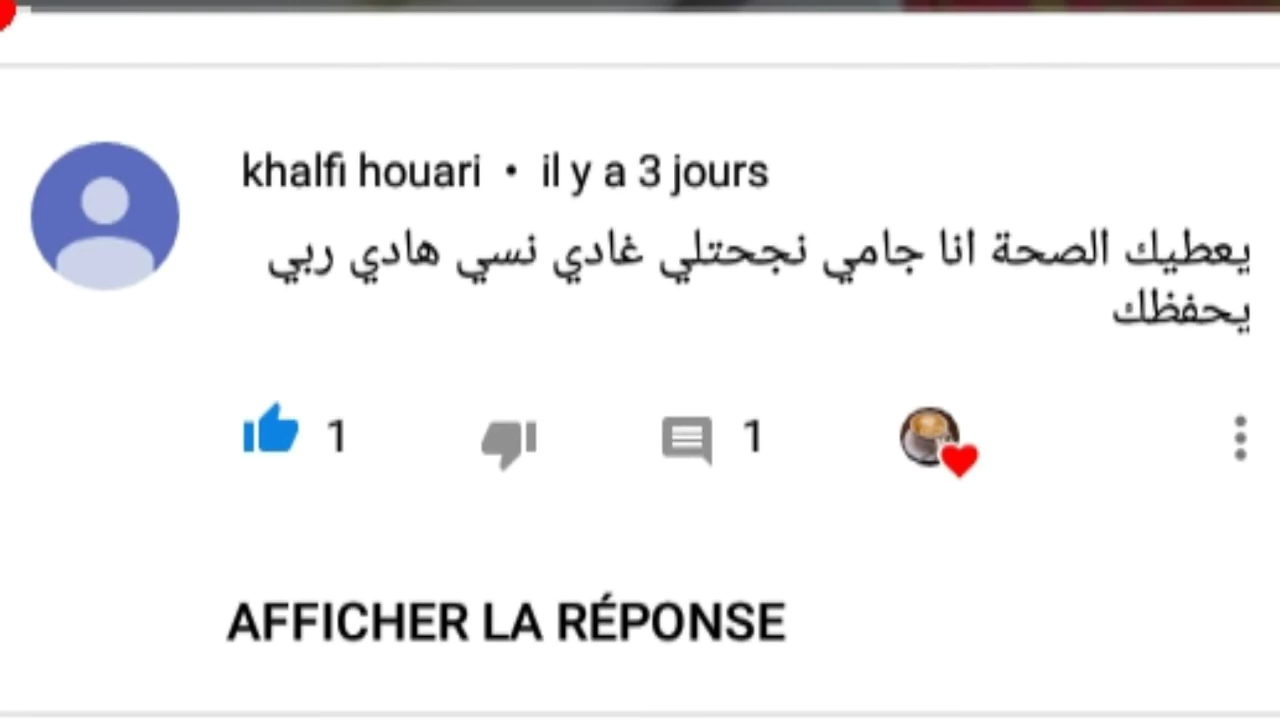 khalfi houari • il y a 3 jours
يعطيك الصحة انا جامي نجحتلي غادي نسي هادي ربي
يحفظك
1 1
AFFICHER LA RÉPONSE